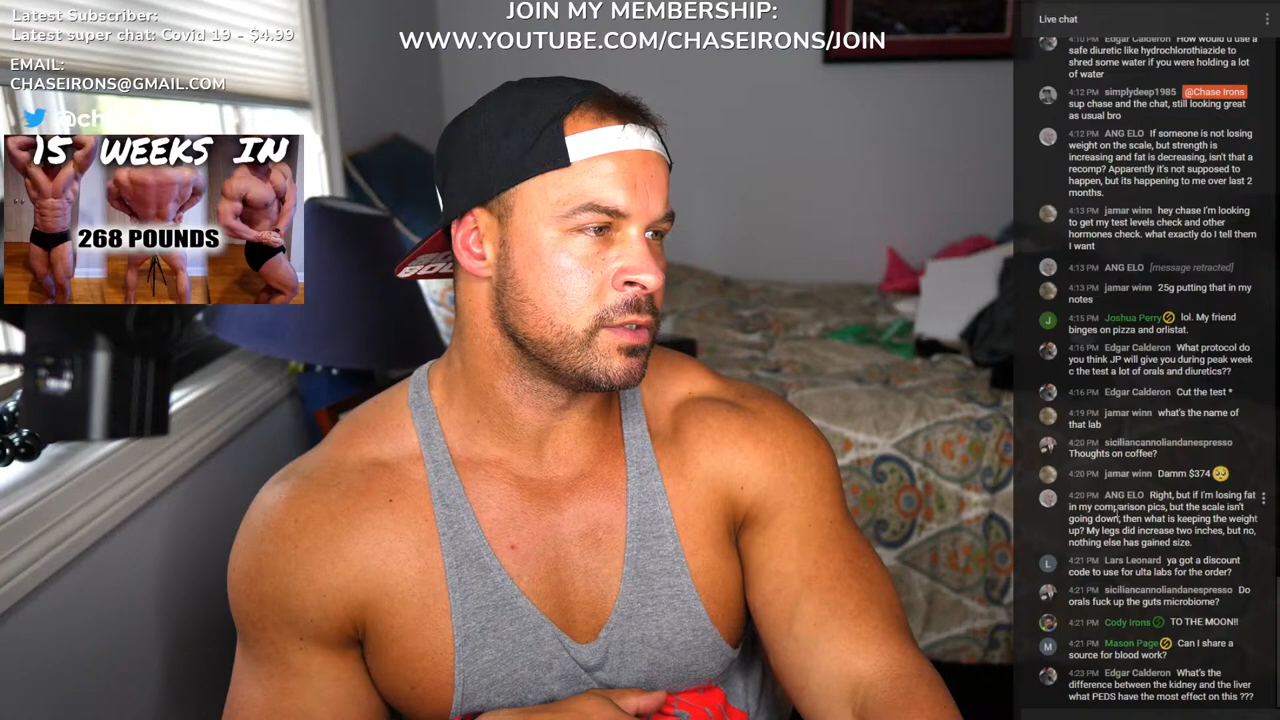 Latest Subscriber:
Latest super chat: Covid 19 - $4.99
EMAIL:
CHASEIRONS@GMAIL.COM
JOIN MY MEMBERSHIP:
WWW.YOUTUBE.COM/CHASEIRONS/JOIN
15 WEEKS IN
268 POUNDS
Live chat
4:10 PM Edgar Calderon How would u use a
safe diuretic like hydrochlorothiazide to
shred some water if you were holding a lot
of water
4:12 PM simplydeep1985 @Chase Irons
sup chase and the chat, still looking great
as usual bro
4:12 PM ANG ELO If someone is not losing
weight on the scale, but strength is
increasing and fat is decreasing, isn't that a
recomp? Apparently it's not supposed to
happen, but its happening to me over last 2
months.
4:13 PM jamar winn hey chase I'm looking
to get my test levels check and other
hormones check. what exactly do I tell them
I want
4:13 PM ANG ELO [message retracted]
4:13 PM jamar winn 25g putting that in my
notes
J 4:15 PM Joshua Perry lol. My friend
binges on pizza and orlistat.
4:16 PM Edgar Calderon What protocol do
you think JP will give you during peak week
c the test a lot of orals and diuretics??
4:16 PM Edgar Calderon Cut the test *
4:19 PM jamar winn what's the name of
that lab
4:20 PM siciliancannoliandanespresso
Thoughts on coffee?
4:20 PM jamar winn Damm $374 🥺
4:20 PM ANG ELO Right, but if I'm losing fat
in my comparison pics, but the scale isn't
going down, then what is keeping the weight
up? My legs did increase two inches, but no,
nothing else has gained size.
L 4:21 PM Lars Leonard ya got a discount
code to use for ulta labs for the order?
4:21 PM siciliancannoliandanespresso Do
orals fuck up the guts microbiome?
4:21 PM Cody Irons TO THE MOON!!
M 4:21 PM Mason Page Can I share a
source for blood work?
4:23 PM Edgar Calderon What's the
difference between the kidney and the liver
what PEDS have the most effect on this ???